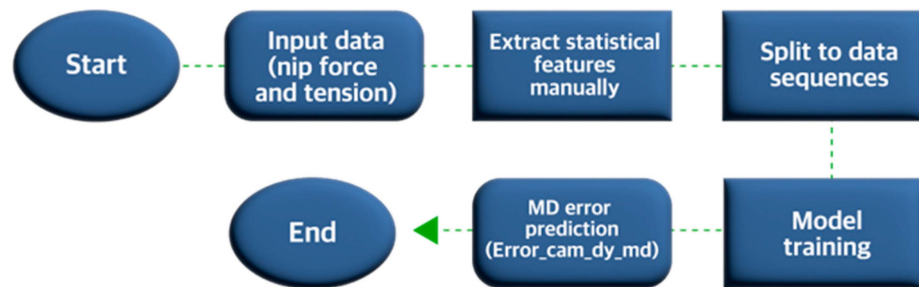 Start
Input data
(nip force
and tension)
Extract statistical
features
manually
Split to data
sequences
Model
training
MD error
prediction
(Error_cam_dy_md)
End